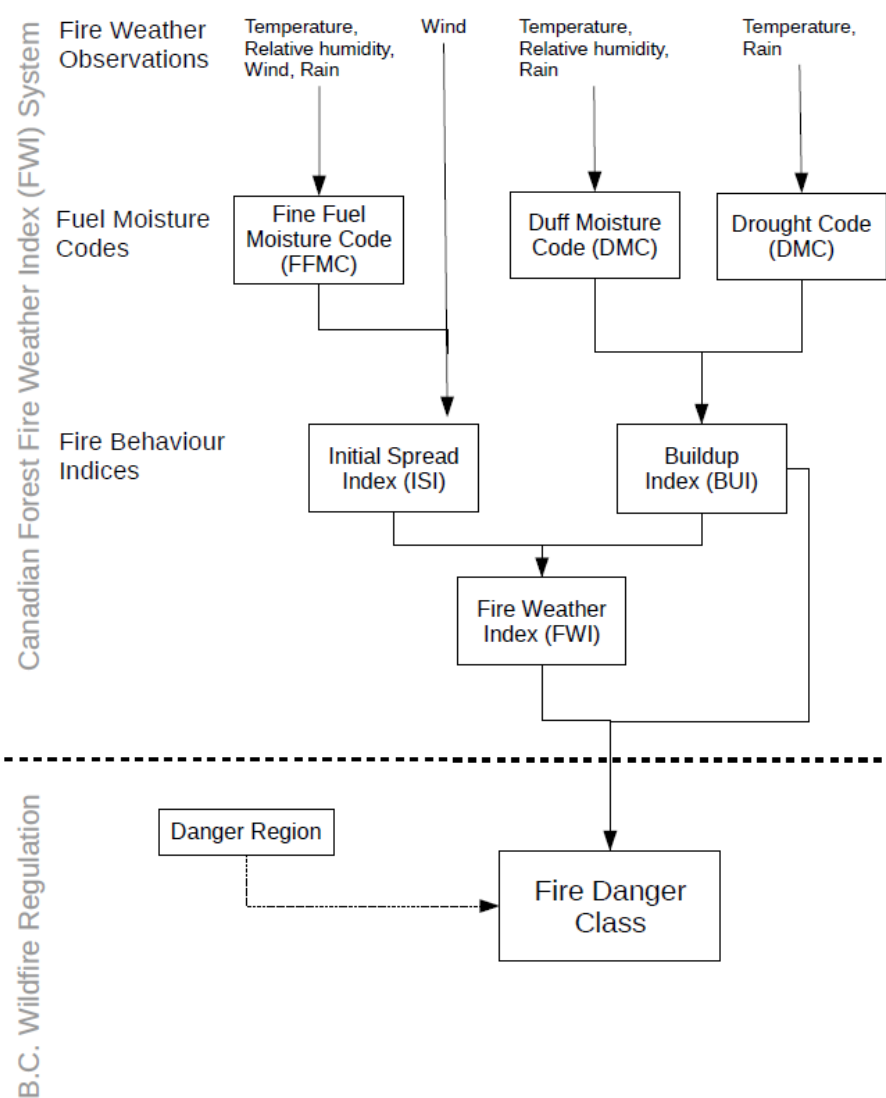 Canadian Forest Fire Weather Index (FWI) System
Fire Weather
Observations
Temperature,
Relative humidity,
Wind, Rain
Wind
Temperature,
Relative humidity,
Rain
Temperature,
Rain
Fuel Moisture
Codes
Fine Fuel
Moisture Code
(FFMC)
Duff Moisture
Code (DMC)
Drought Code
(DMC)
Fire Behaviour
Indices
Initial Spread
Index (ISI)
Buildup
Index (BUI)
Fire Weather
Index (FWI)
B.C. Wildfire Regulation
Danger Region
Fire Danger
Class